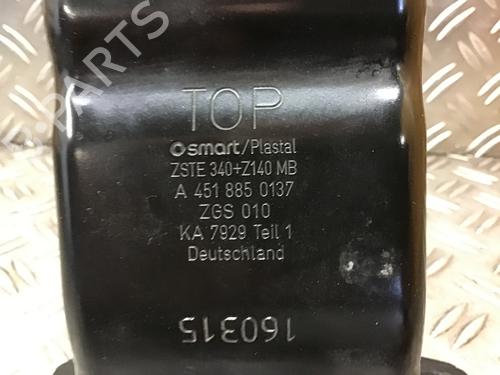 TOP
smart/Plastal
ZSTE 340+Z140 MB
A 451 885 0137
ZGS 010
KA 7929 Teil 1
Deutschland
160315